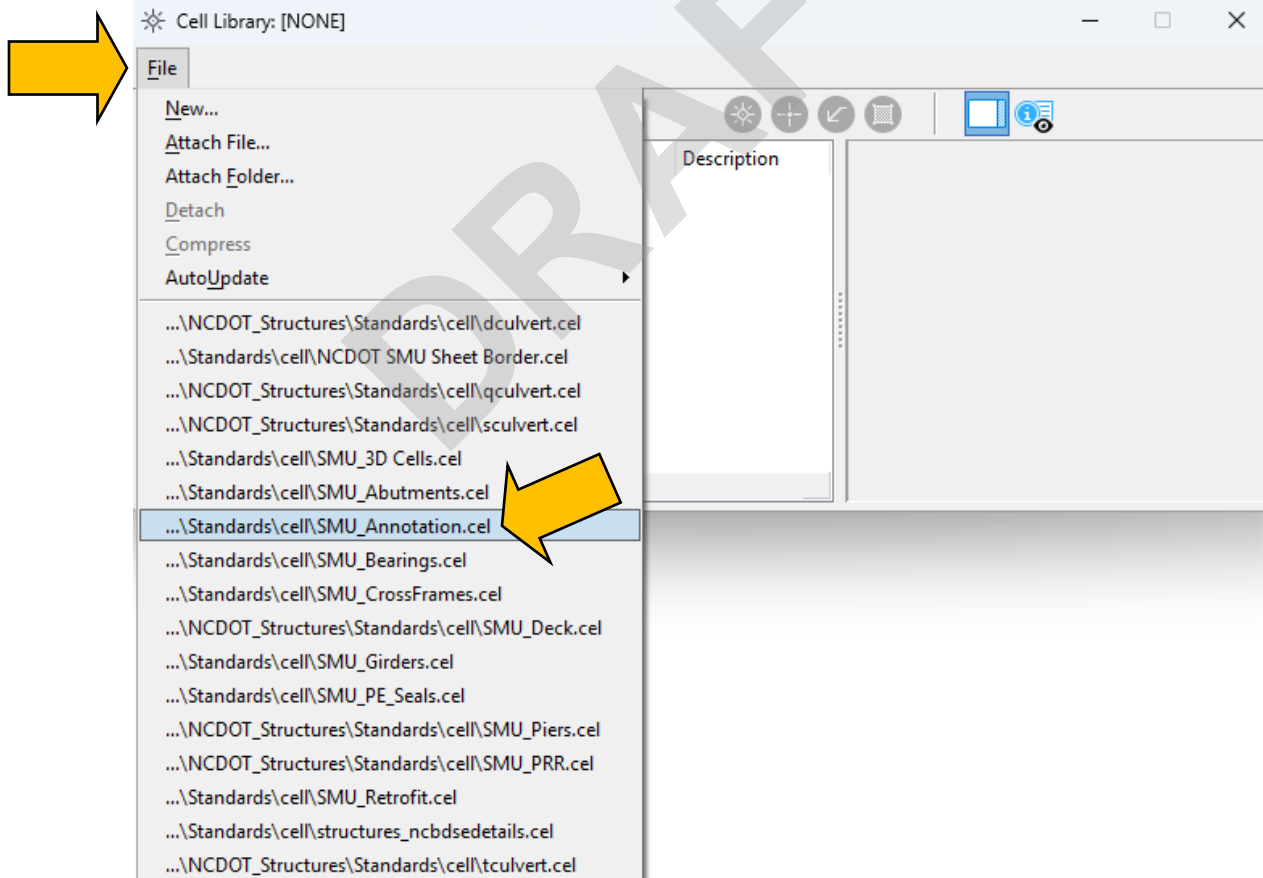 Cell Library: [NONE]
File
New...
Attach File...
Attach Folder...
Detach
Compress
AutoUpdate
Description
...\NCDOT_Structures\Standards\cell\dculvert.cel
...\Standards\cell\NCDOT SMU Sheet Border.cel
...\NCDOT_Structures\Standards\cell\qculvert.cel
...\NCDOT_Structures\Standards\cell\sculvert.cel
...\Standards\cell\SMU_3D Cells.cel
...\Standards\cell\SMU_Abutments.cel
...\Standards\cell\SMU_Annotation.cel
...\Standards\cell\SMU_Bearings.cel
...\Standards\cell\SMU_CrossFrames.cel
...\NCDOT_Structures\Standards\cell\SMU_Deck.cel
...\Standards\cell\SMU_Girders.cel
...\Standards\cell\SMU_PE_Seals.cel
...\NCDOT_Structures\Standards\cell\SMU_Piers.cel
...\NCDOT_Structures\Standards\cell\SMU_PRR.cel
...\Standards\cell\SMU_Retrofit.cel
...\Standards\cell\structures_ncbdsedetails.cel
...\NCDOT_Structures\Standards\cell\tculvert.cel